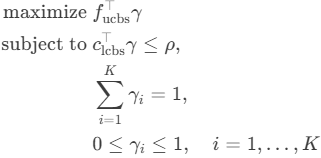 maximize f_ucbs^⊤ γ
subject to c_lcbs^⊤ γ ≤ ρ,
∑_{i=1}^{K} γ_i = 1,
0 ≤ γ_i ≤ 1, i = 1, . . . , K